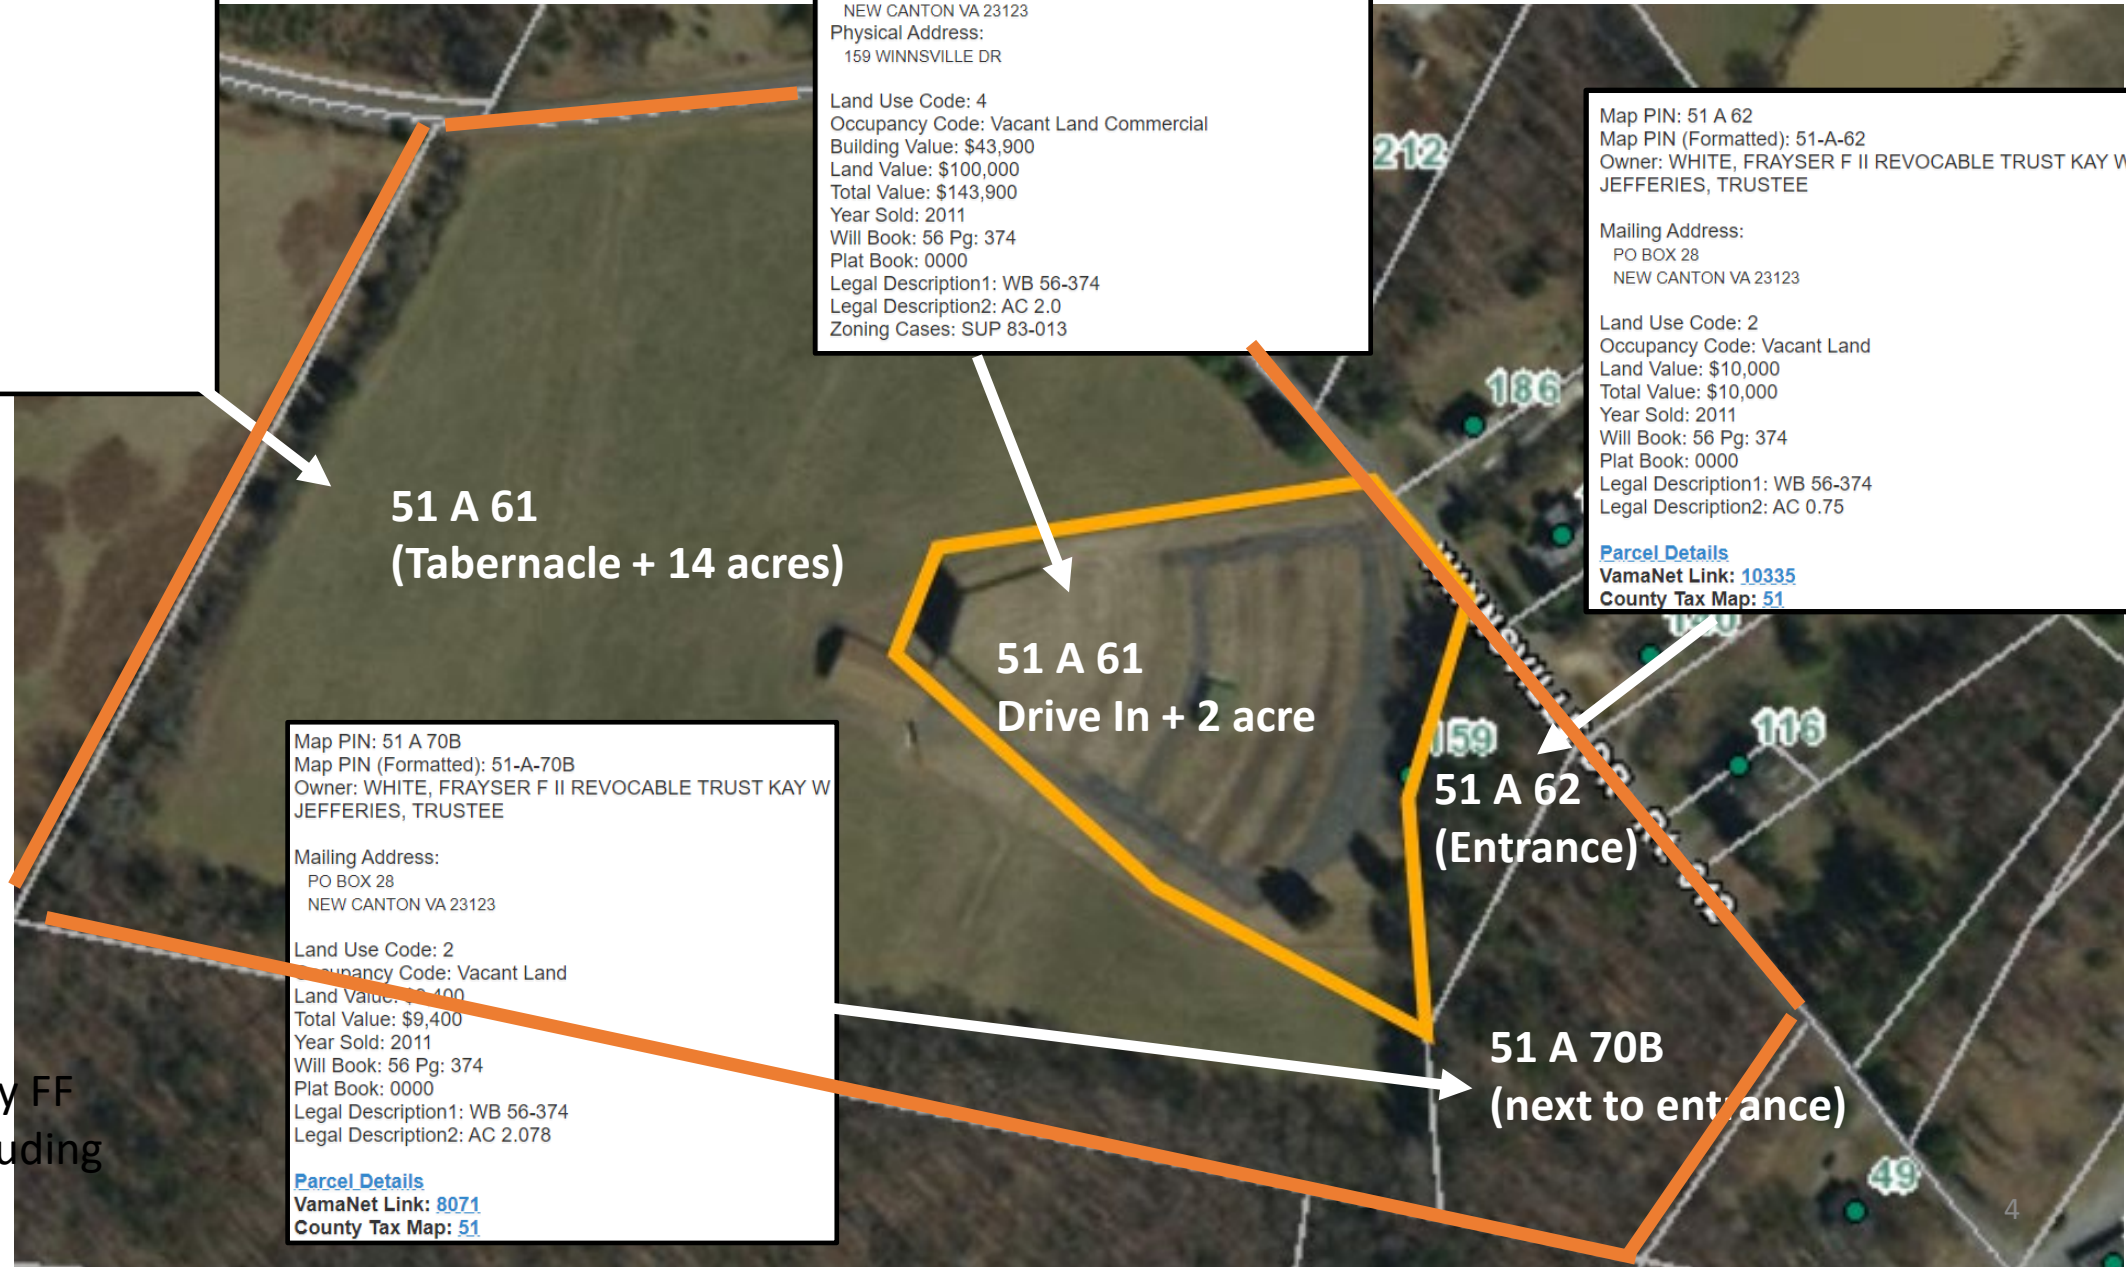 NEW CANTON VA 23123
Physical Address:
159 WINNSVILLE DR
Land Use Code: 4
Occupancy Code: Vacant Land Commercial
Building Value: $43,900
Land Value: $100,000
Total Value: $143,900
Year Sold: 2011
Will Book: 56 Pg: 374
Plat Book: 0000
Legal Description1: WB 56-374
Legal Description2: AC 2.0
Zoning Cases: SUP 83-013
212
Map PIN: 51 A 62
Map PIN (Formatted): 51-A-62
Owner: WHITE, FRAYSER F II REVOCABLE TRUST KAY W
JEFFERIES, TRUSTEE
Mailing Address:
PO BOX 28
NEW CANTON VA 23123
Land Use Code: 2
Occupancy Code: Vacant Land
Land Value: $10,000
Total Value: $10,000
Year Sold: 2011
Will Book: 56 Pg: 374
Plat Book: 0000
Legal Description1: WB 56-374
Legal Description2: AC 0.75
Parcel Details
VamaNet Link: 10335
County Tax Map: 51
186
51 A 61
(Tabernacle + 14 acres)
51 A 61
Drive In + 2 acre
159
116
51 A 62
(Entrance)
Map PIN: 51 A 70B
Map PIN (Formatted): 51-A-70B
Owner: WHITE, FRAYSER F II REVOCABLE TRUST KAY W
JEFFERIES, TRUSTEE
Mailing Address:
PO BOX 28
NEW CANTON VA 23123
Land Use Code: 2
Occupancy Code: Vacant Land
Land Value: $9,400
Total Value: $9,400
Year Sold: 2011
Will Book: 56 Pg: 374
Plat Book: 0000
Legal Description1: WB 56-374
Legal Description2: AC 2.078
Parcel Details
VamaNet Link: 8071
County Tax Map: 51
51 A 70B
(next to entrance)
y FF
uding
49
4